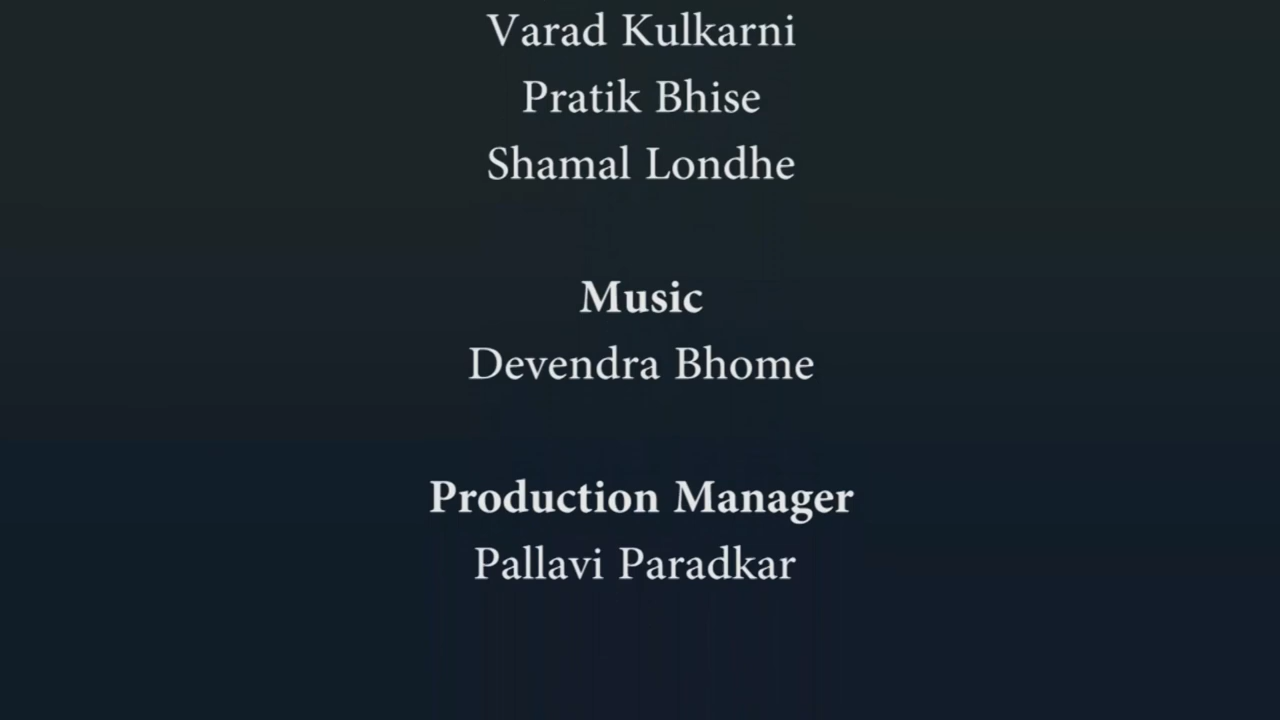 Varad Kulkarni
Pratik Bhise
Shamal Londhe
Music
Devendra Bhome
Production Manager
Pallavi Paradkar